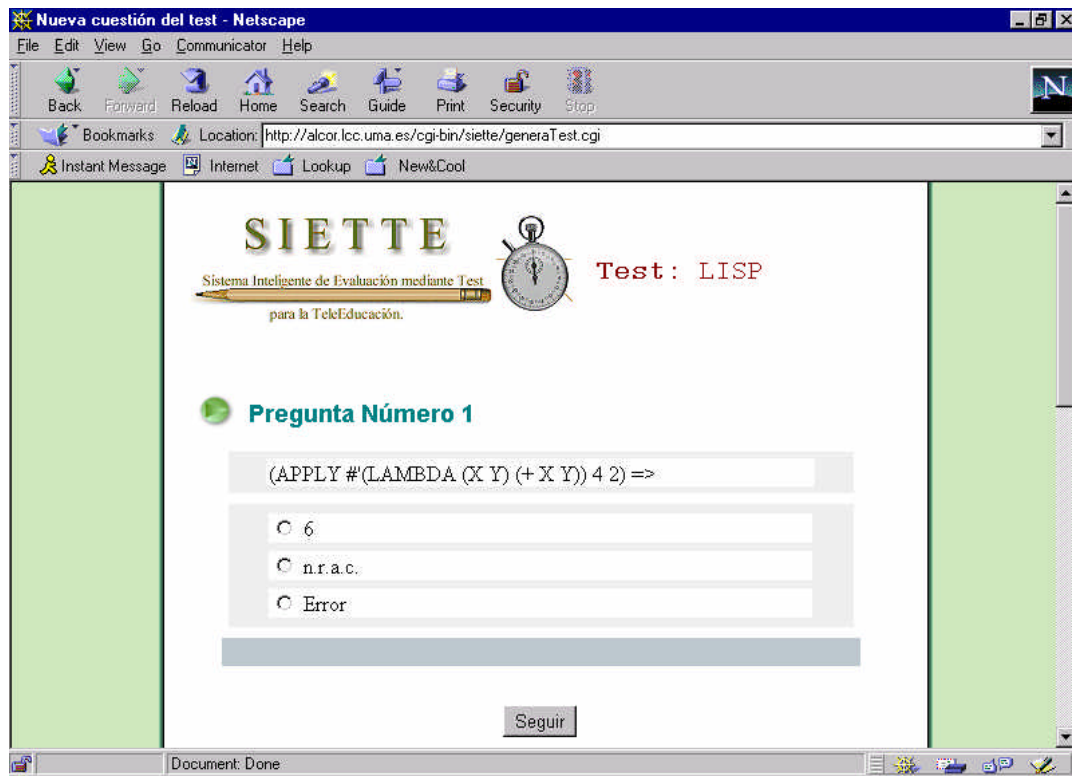 Nueva cuestión del test - Netscape
File Edit View Go Communicator Help
Back Forward Reload Home Search Guide Print Security Stop
N
Bookmarks Location: http://alcor.lcc.uma.es/cgi-bin/siette/generaTest.cgi
Instant Message Internet Lookup New&Cool
SIETTE
Sistema Inteligente de Evaluación mediante Test
para la TeleEducación.
Test: LISP
Pregunta Número 1
(APPLY #'(LAMBDA (X Y) (+ X Y)) 4 2) =>
6
n.r.a.c.
Error
Seguir
Document: Done